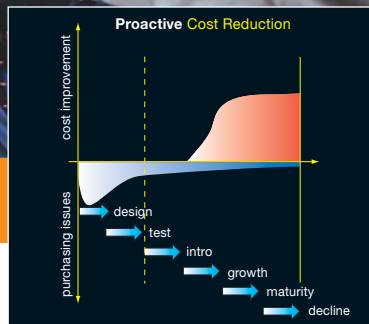 Proactive Cost Reduction
cost improvement
purchasing issues
design
test
intro
growth
maturity
decline